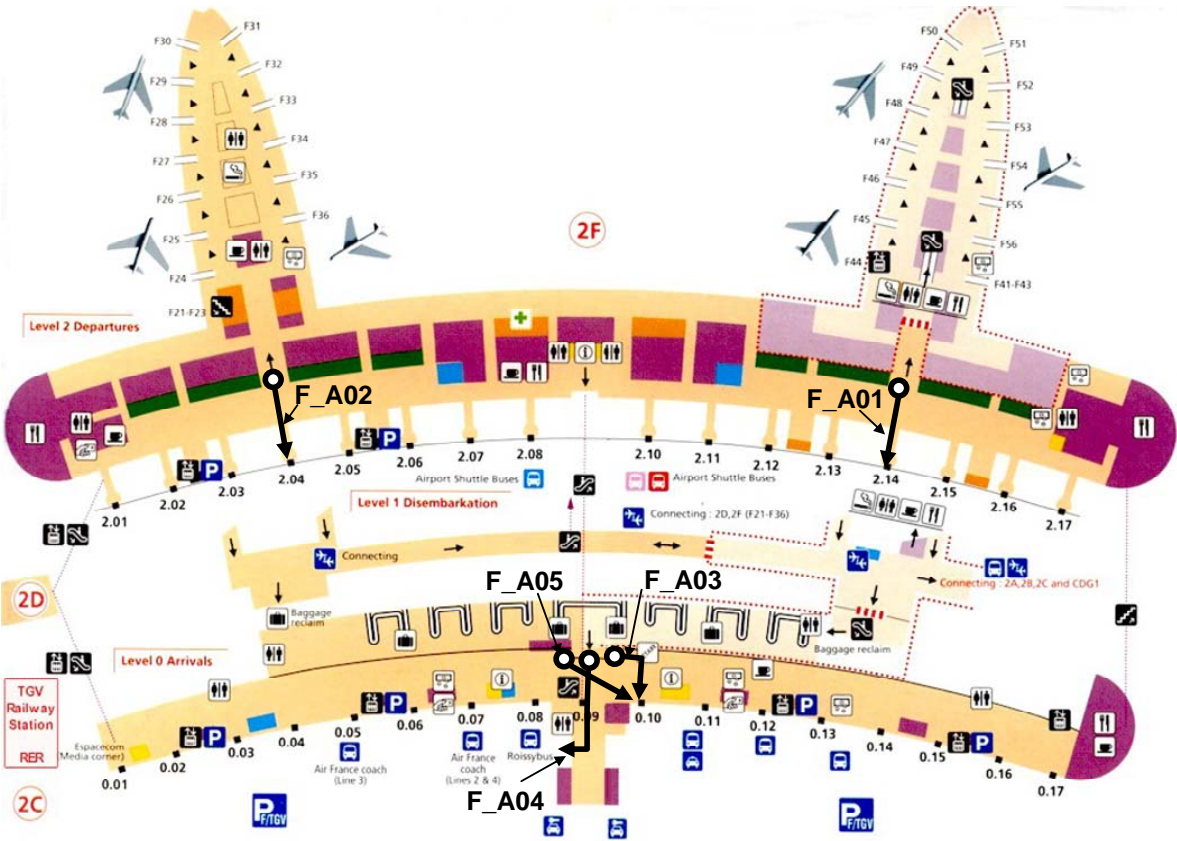 F30
F31
F29
F32
F28
F33
F27
F34
F26
F35
F25
F36
F24
F21-F23
F50
F51
F49
F52
F48
F53
F47
F54
F46
F55
F45
F56
F44
F41-F43
2F
Level 2 Departures
F_A02
F_A01
2.01
2.02
P
2.03
2.04
2.05
P
2.06
2.07
2.08
2.10
2.11
2.12
2.13
2.14
2.15
2.16
2.17
Airport Shuttle Buses
Airport Shuttle Buses
Level 1 Disembarkation
Connecting : 2D,2F (F21-F36)
Connecting
Connecting : 2A,2B,2C and CDG1
2D
F_A05
F_A03
Baggage
reclaim
Baggage reclaim
Level 0 Arrivals
TGV
Railway
Station
RER
2C
Espacecom
(Media corner)
0.01
0.02
P
0.03
0.04
0.05
P
0.06
0.07
0.08
0.09
0.10
0.11
0.12
P
0.13
0.14
0.15
P
0.16
0.17
Air France coach
(Line 3)
Air France
coach
(Lines 2 & 4)
Roissybus
F_A04
P
F/TGV
P
F/TGV